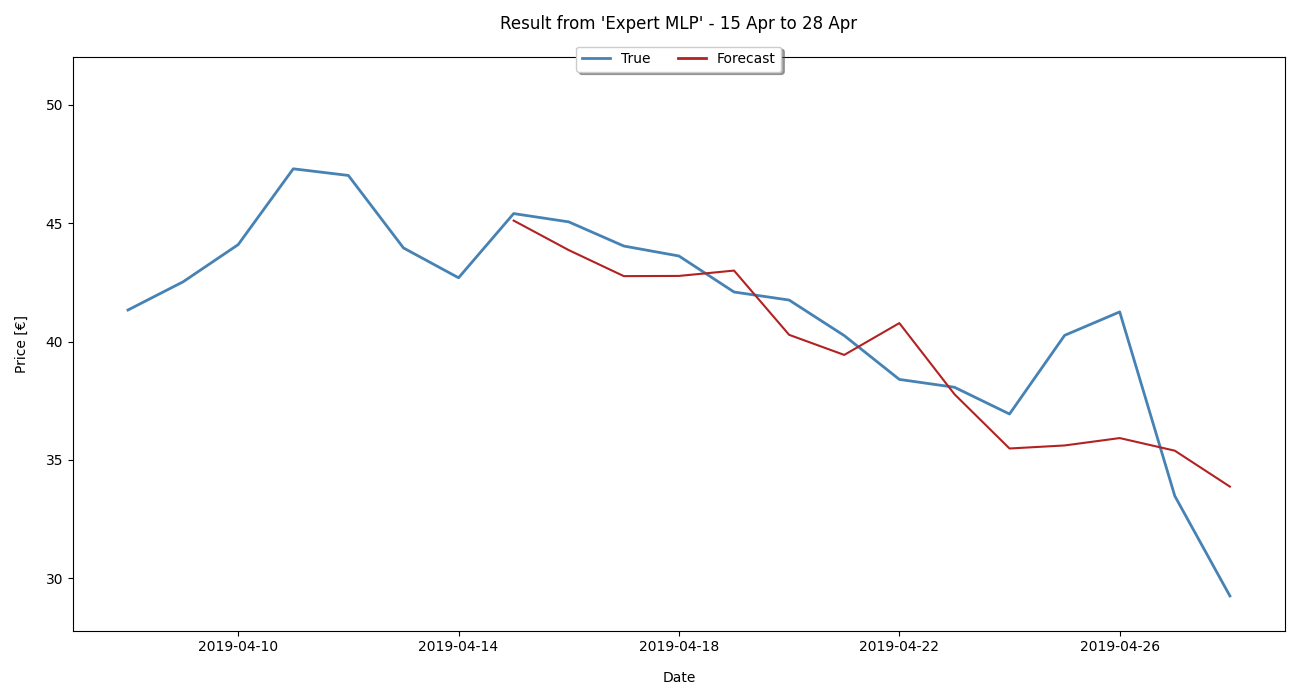 Result from 'Expert MLP' - 15 Apr to 28 Apr
True Forecast
Price [€]
50
45
40
35
30
2019-04-10 2019-04-14 2019-04-18 2019-04-22 2019-04-26
Date